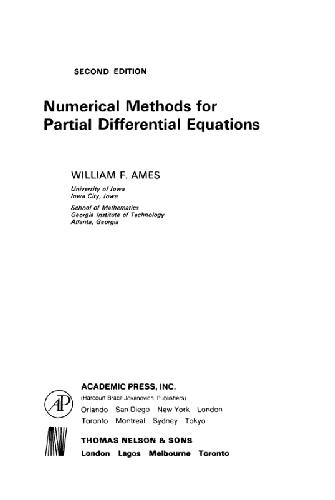 SECOND EDITION
Numerical Methods for
Partial Differential Equations
WILLIAM F. AMES
University of Iowa
Iowa City, Iowa
School of Mathematics
Georgia Institute of Technology
Atlanta, Georgia
ACADEMIC PRESS, INC.
(Harcourt Brace Jovanovich, Publishers)
Orlando San Diego New York London
Toronto Montreal Sydney Tokyo
THOMAS NELSON & SONS
London Lagos Melbourne Toronto
AP